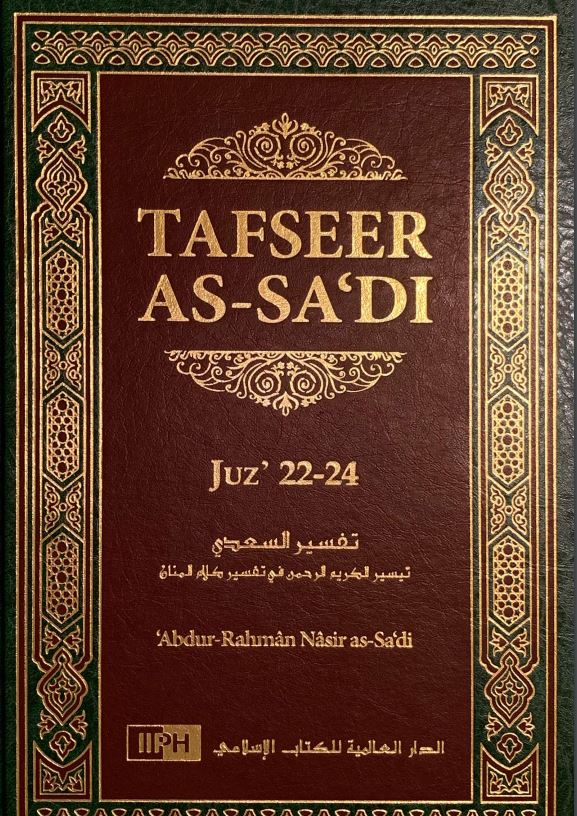 TAFSEER
AS-SA‘DI
JUZ’ 22-24
تفسير السعدي
تيسير الكريم الرحمن في تفسير كلام المنان
‘Abdur-Rahmân Nâsir as-Sa‘di
IIPH الدار العالمية للكتاب الإسلامي